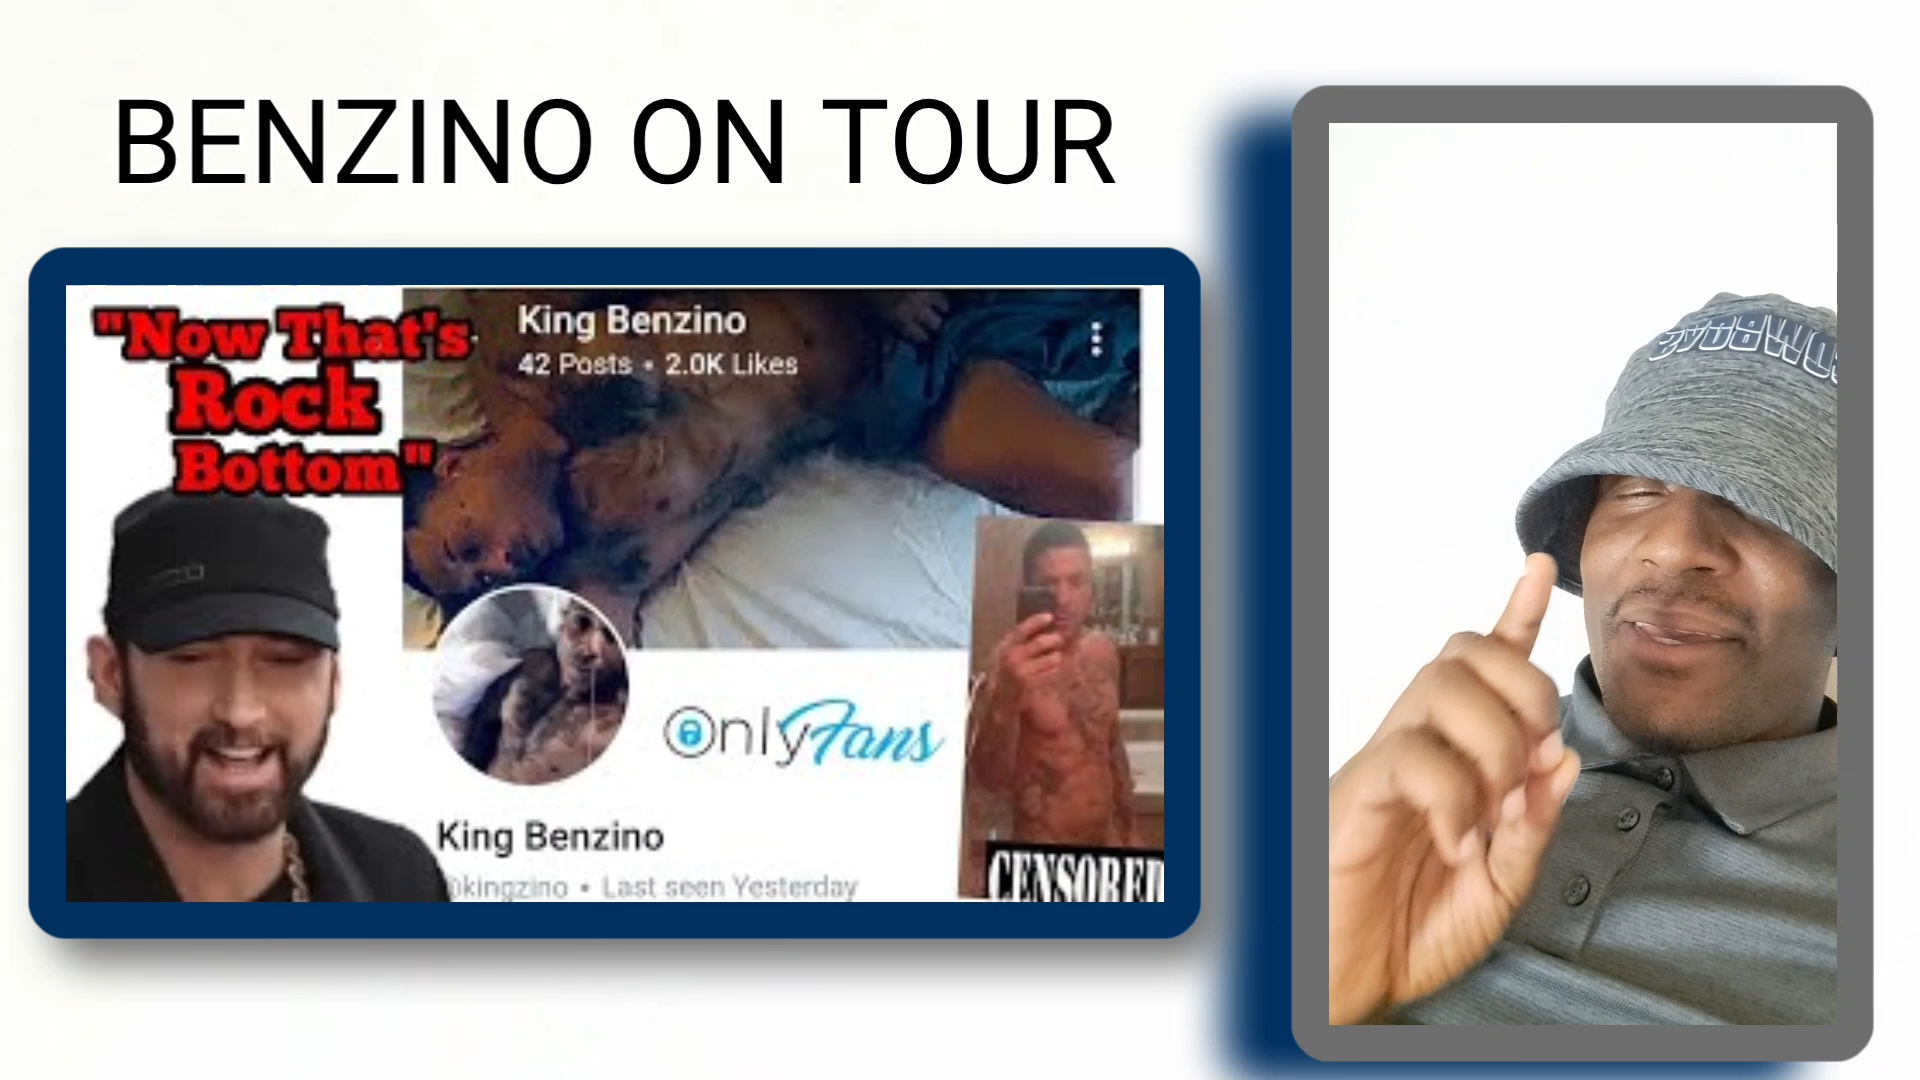 BENZINO ON TOUR
"Now That's
Rock
Bottom"
King Benzino
42 Posts • 2.0K Likes
OnlyFans
King Benzino
@kingzino • Last seen Yesterday
CENSORED